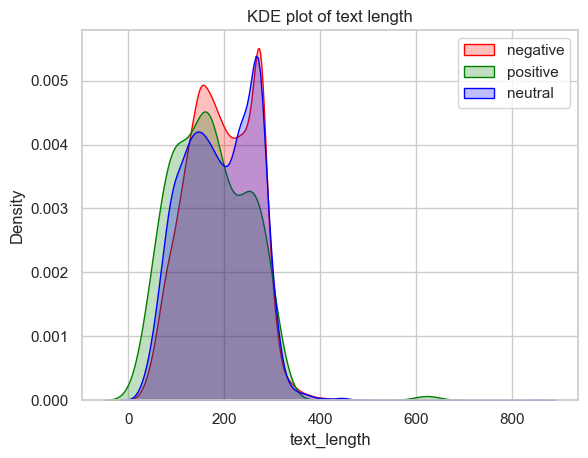 KDE plot of text length
negative
positive
neutral
Density
0.005
0.004
0.003
0.002
0.001
0.000
0 200 400 600 800
text_length